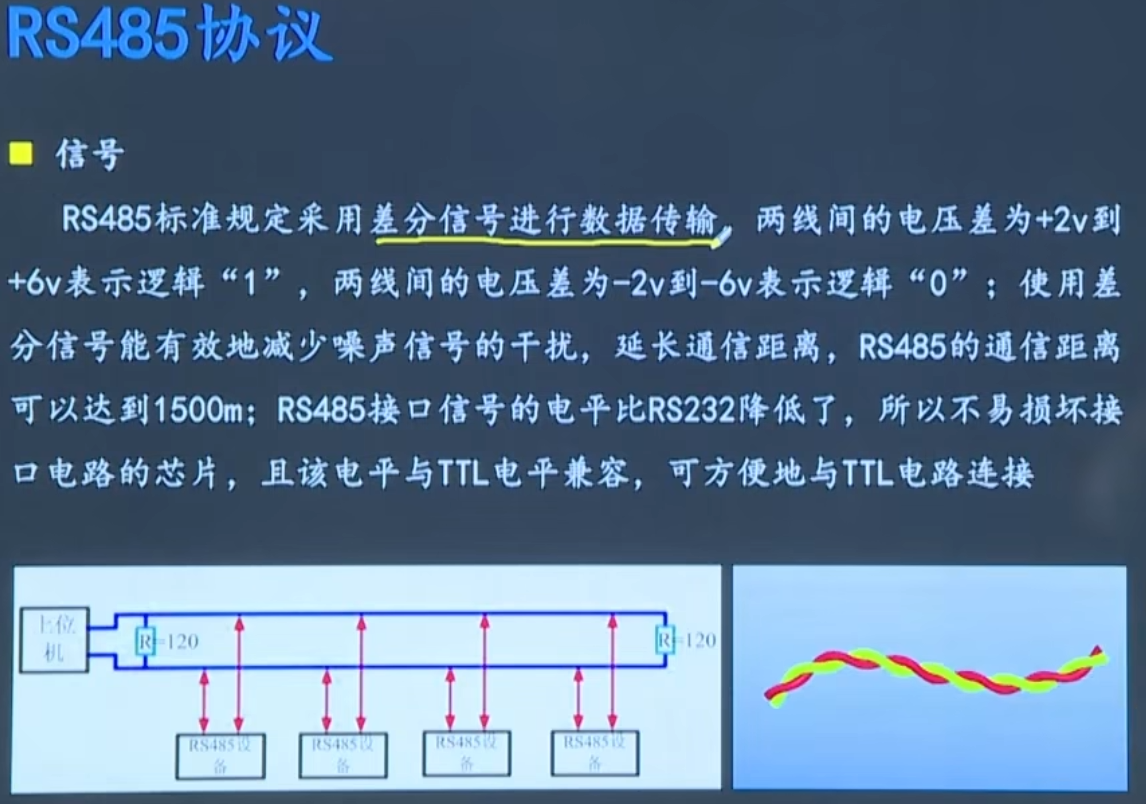 RS485协议
信号
RS485标准规定采用差分信号进行数据传输，两线间的电压差为+2v到
+6v表示逻辑“1”，两线间的电压差为-2v到-6v表示逻辑“0”；使用差
分信号能有效地减少噪声信号的干扰，延长通信距离，RS485的通信距离
可以达到1500m；RS485接口信号的电平比RS232降低了，所以不易损坏接
口电路的芯片，且该电平与TTL电平兼容，可方便地与TTL电路连接
上位
机
R=120
R=120
RS485设
备
RS485设
备
RS485设
备
RS485设
备